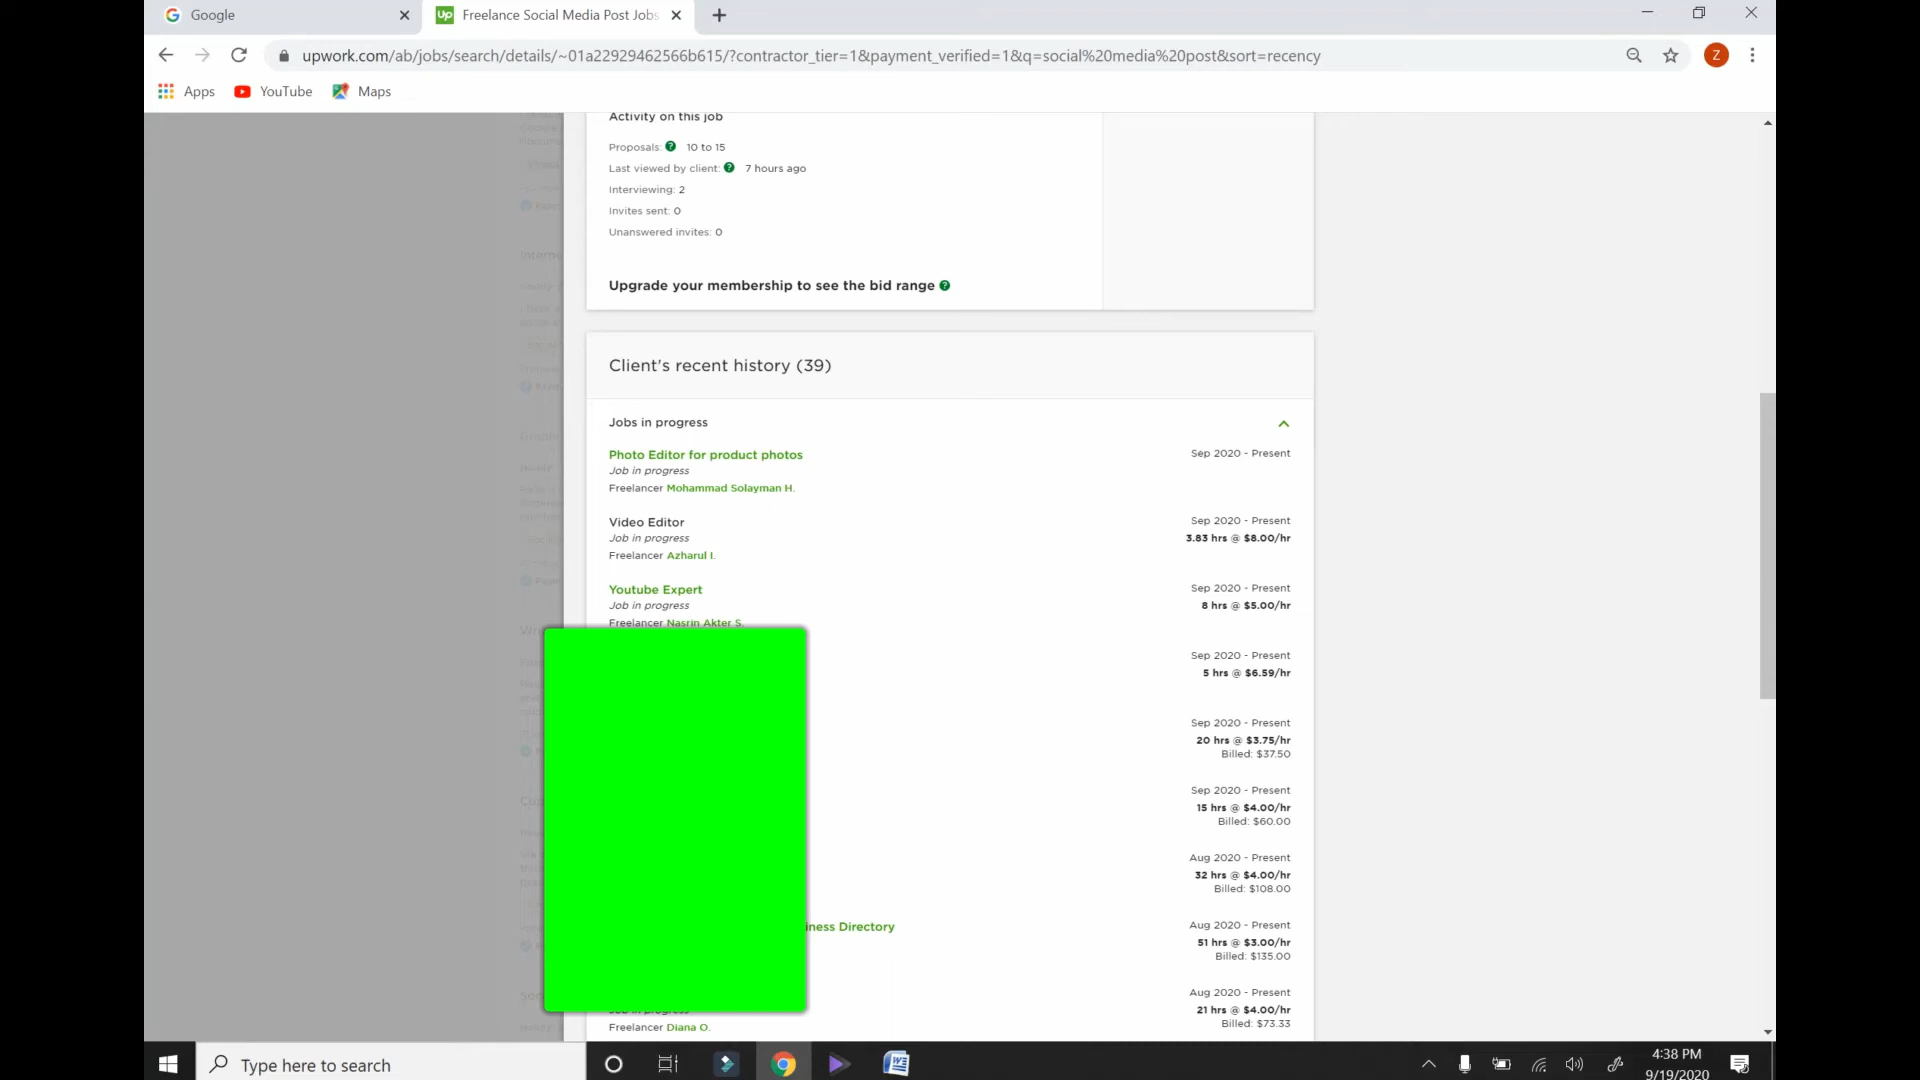 Google
Freelance Social Media Post Jobs
upwork.com/ab/jobs/search/details/~01a22929462566b615/?contractor_tier=1&payment_verified=1&q=social%20media%20post&sort=recency
Z
Apps
YouTube
Maps
Activity on this job
Proposals: 10 to 15
Last viewed by client: 7 hours ago
Interviewing: 2
Invites sent: 0
Unanswered invites: 0
Upgrade your membership to see the bid range
Client's recent history (39)
Jobs in progress
Photo Editor for product photos Sep 2020 - Present
Job in progress
Freelancer Mohammad Solayman H.
Video Editor Sep 2020 - Present
Job in progress 3.83 hrs @ $8.00/hr
Freelancer Azharul I.
Youtube Expert Sep 2020 - Present
Job in progress 8 hrs @ $5.00/hr
Freelancer Nasrin Akter S.
Sep 2020 - Present
5 hrs @ $6.59/hr
Sep 2020 - Present
20 hrs @ $3.75/hr
Billed: $37.50
Sep 2020 - Present
15 hrs @ $4.00/hr
Billed: $60.00
Aug 2020 - Present
32 hrs @ $4.00/hr
Billed: $108.00
iness Directory Aug 2020 - Present
51 hrs @ $3.00/hr
Billed: $135.00
Aug 2020 - Present
Job in progress 21 hrs @ $4.00/hr
Freelancer Diana O. Billed: $73.33
Type here to search
4:38 PM
9/19/2020